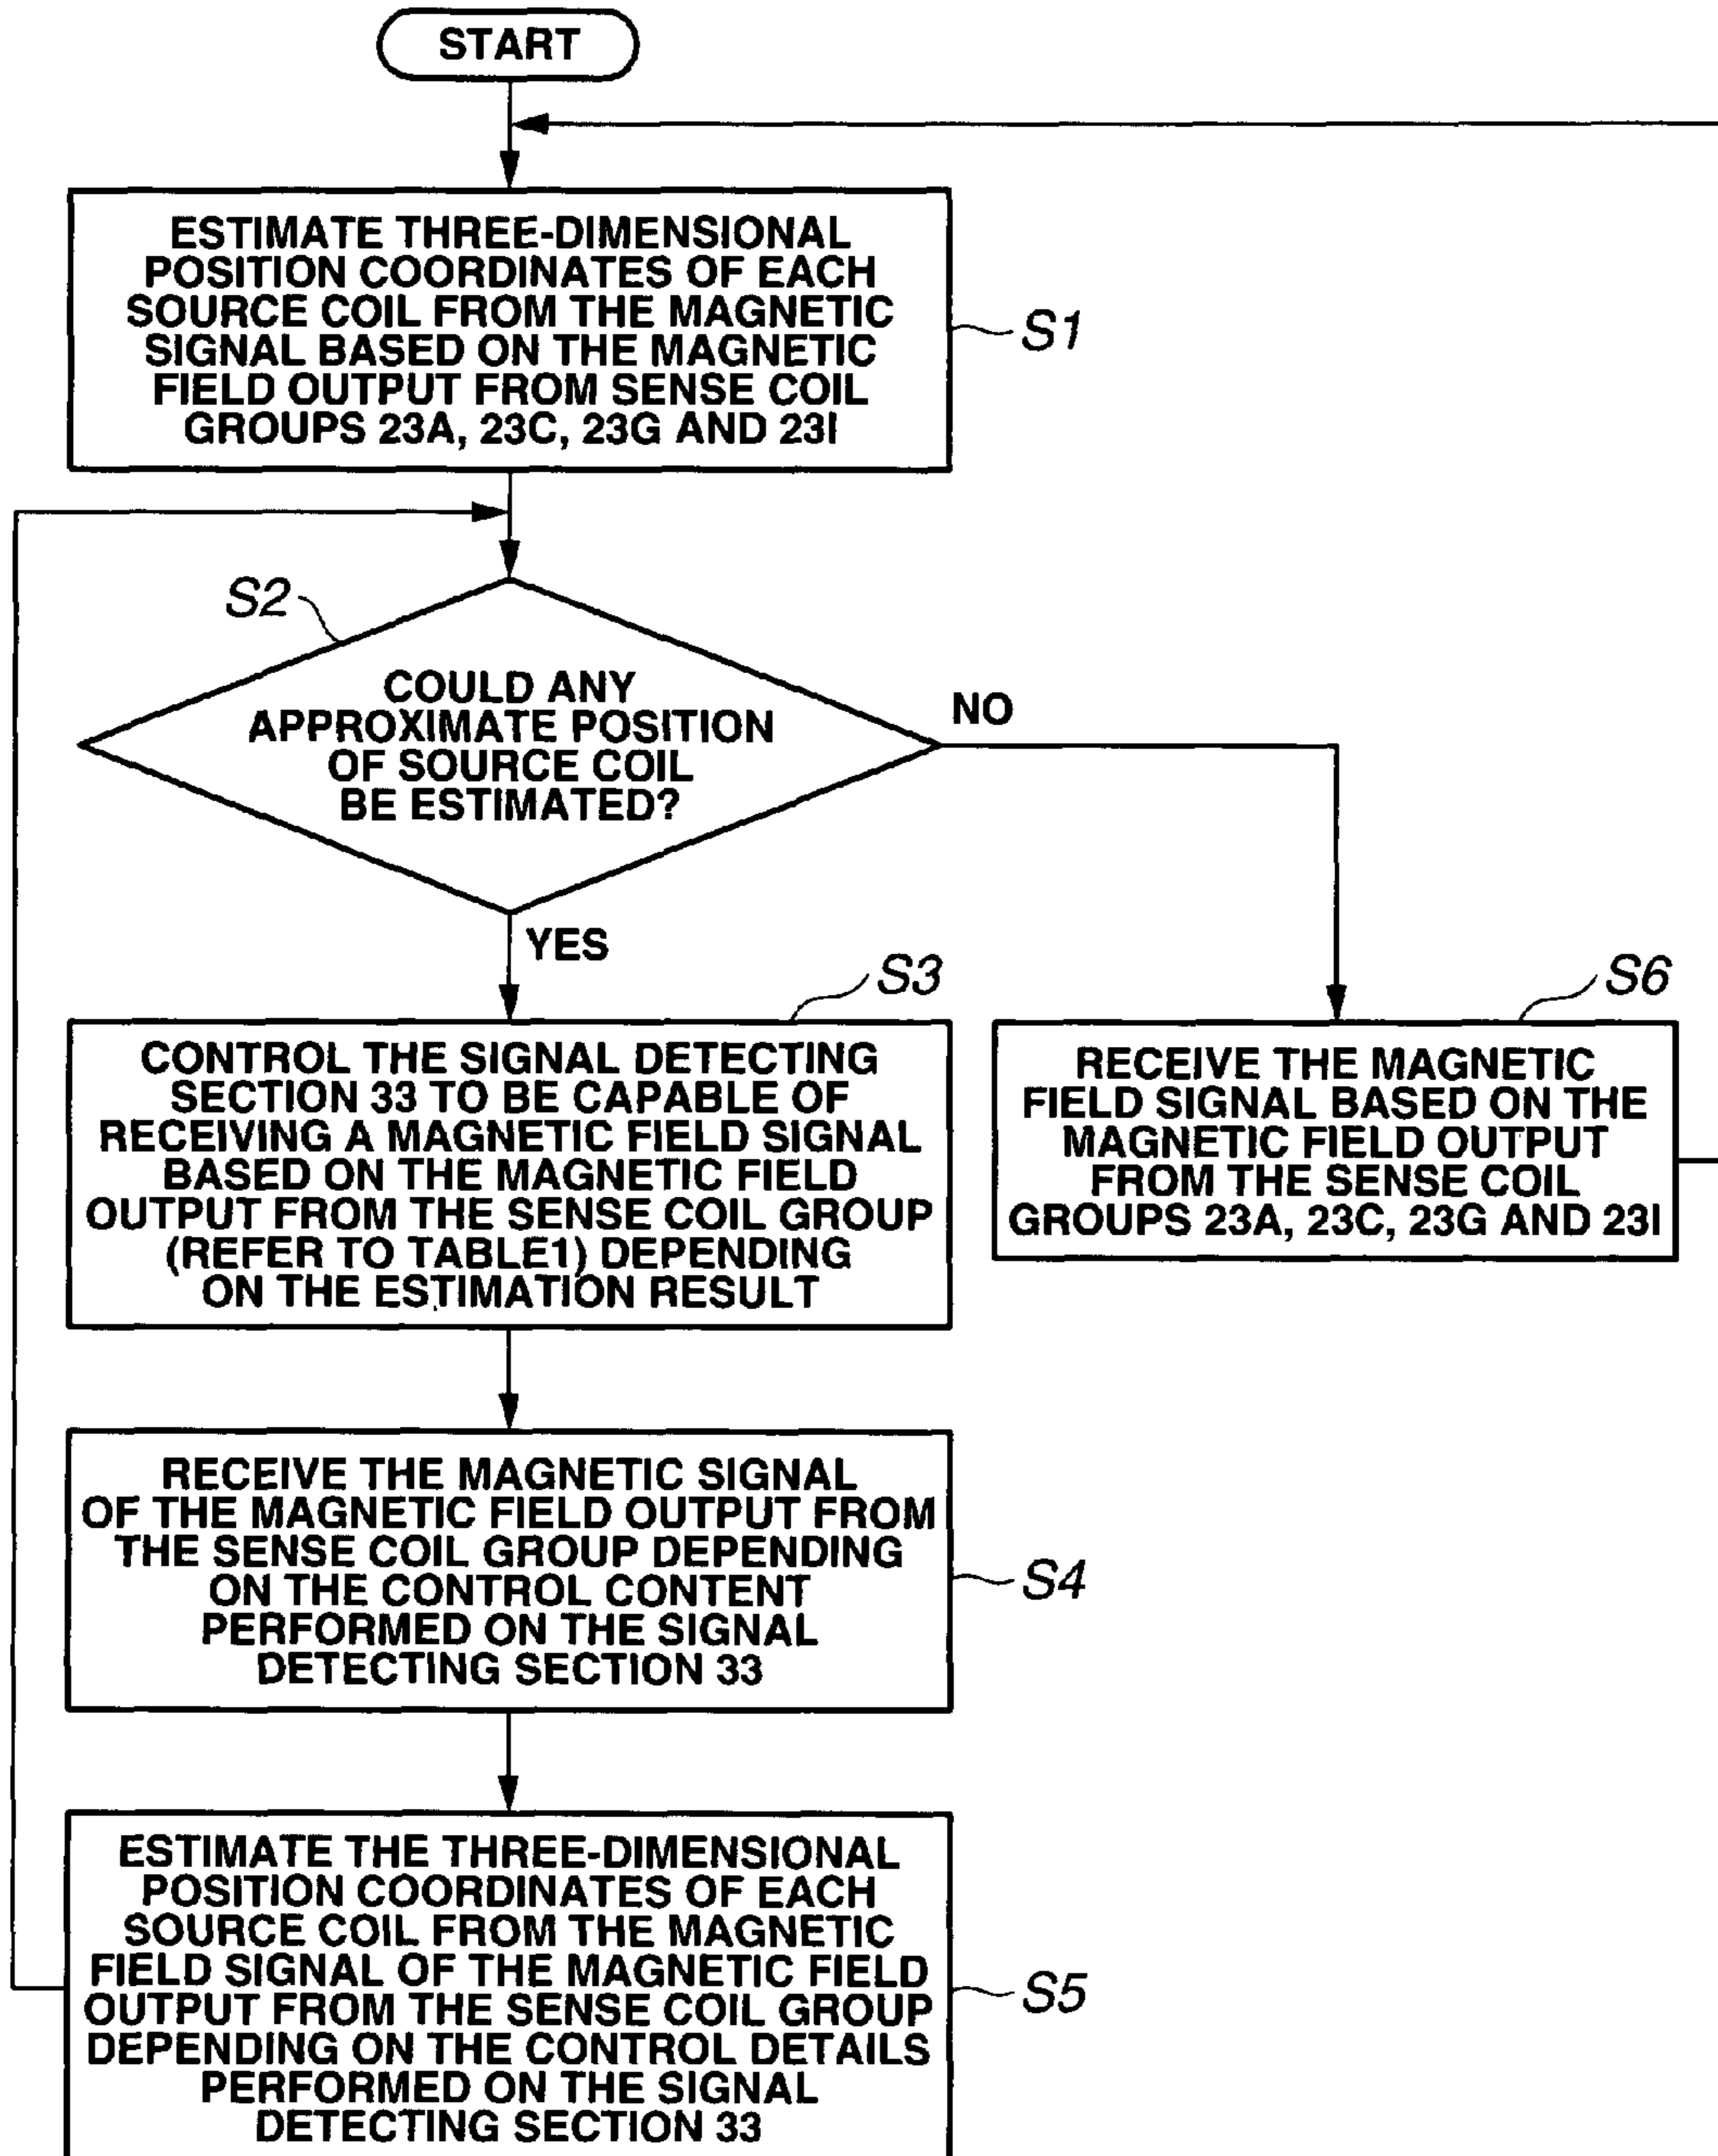 START
ESTIMATE THREE-DIMENSIONAL
POSITION COORDINATES OF EACH
SOURCE COIL FROM THE MAGNETIC
SIGNAL BASED ON THE MAGNETIC
FIELD OUTPUT FROM SENSE COIL
GROUPS 23A, 23C, 23G AND 23I
S1
S2
COULD ANY
APPROXIMATE POSITION
OF SOURCE COIL
BE ESTIMATED?
NO
YES
S3
CONTROL THE SIGNAL DETECTING
SECTION 33 TO BE CAPABLE OF
RECEIVING A MAGNETIC FIELD SIGNAL
BASED ON THE MAGNETIC FIELD
OUTPUT FROM THE SENSE COIL GROUP
(REFER TO TABLE1) DEPENDING
ON THE ESTIMATION RESULT
S6
RECEIVE THE MAGNETIC
FIELD SIGNAL BASED ON THE
MAGNETIC FIELD OUTPUT
FROM THE SENSE COIL
GROUPS 23A, 23C, 23G AND 23I
RECEIVE THE MAGNETIC SIGNAL
OF THE MAGNETIC FIELD OUTPUT FROM
THE SENSE COIL GROUP DEPENDING
ON THE CONTROL CONTENT
PERFORMED ON THE SIGNAL
DETECTING SECTION 33
S4
ESTIMATE THE THREE-DIMENSIONAL
POSITION COORDINATES OF EACH
SOURCE COIL FROM THE MAGNETIC
FIELD SIGNAL OF THE MAGNETIC FIELD
OUTPUT FROM THE SENSE COIL GROUP
DEPENDING ON THE CONTROL DETAILS
PERFORMED ON THE SIGNAL
DETECTING SECTION 33
S5